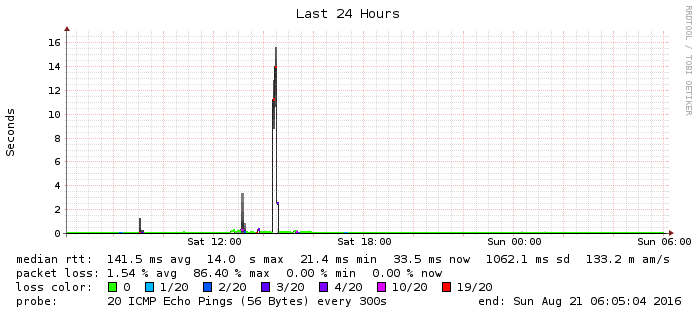 Last 24 Hours
RRDTOOL / TOBI OETIKER
Seconds
16
14
12
10
8
6
4
2
0
Sat 12:00 Sat 18:00 Sun 00:00 Sun 06:00
median rtt: 141.5 ms avg 14.0 s max 21.4 ms min 33.5 ms now 1062.1 ms sd 133.2 m am/s
packet loss: 1.54 % avg 86.40 % max 0.00 % min 0.00 % now
loss color: 0 1/20 2/20 3/20 4/20 10/20 19/20
probe: 20 ICMP Echo Pings (56 Bytes) every 300s end: Sun Aug 21 06:05:04 2016